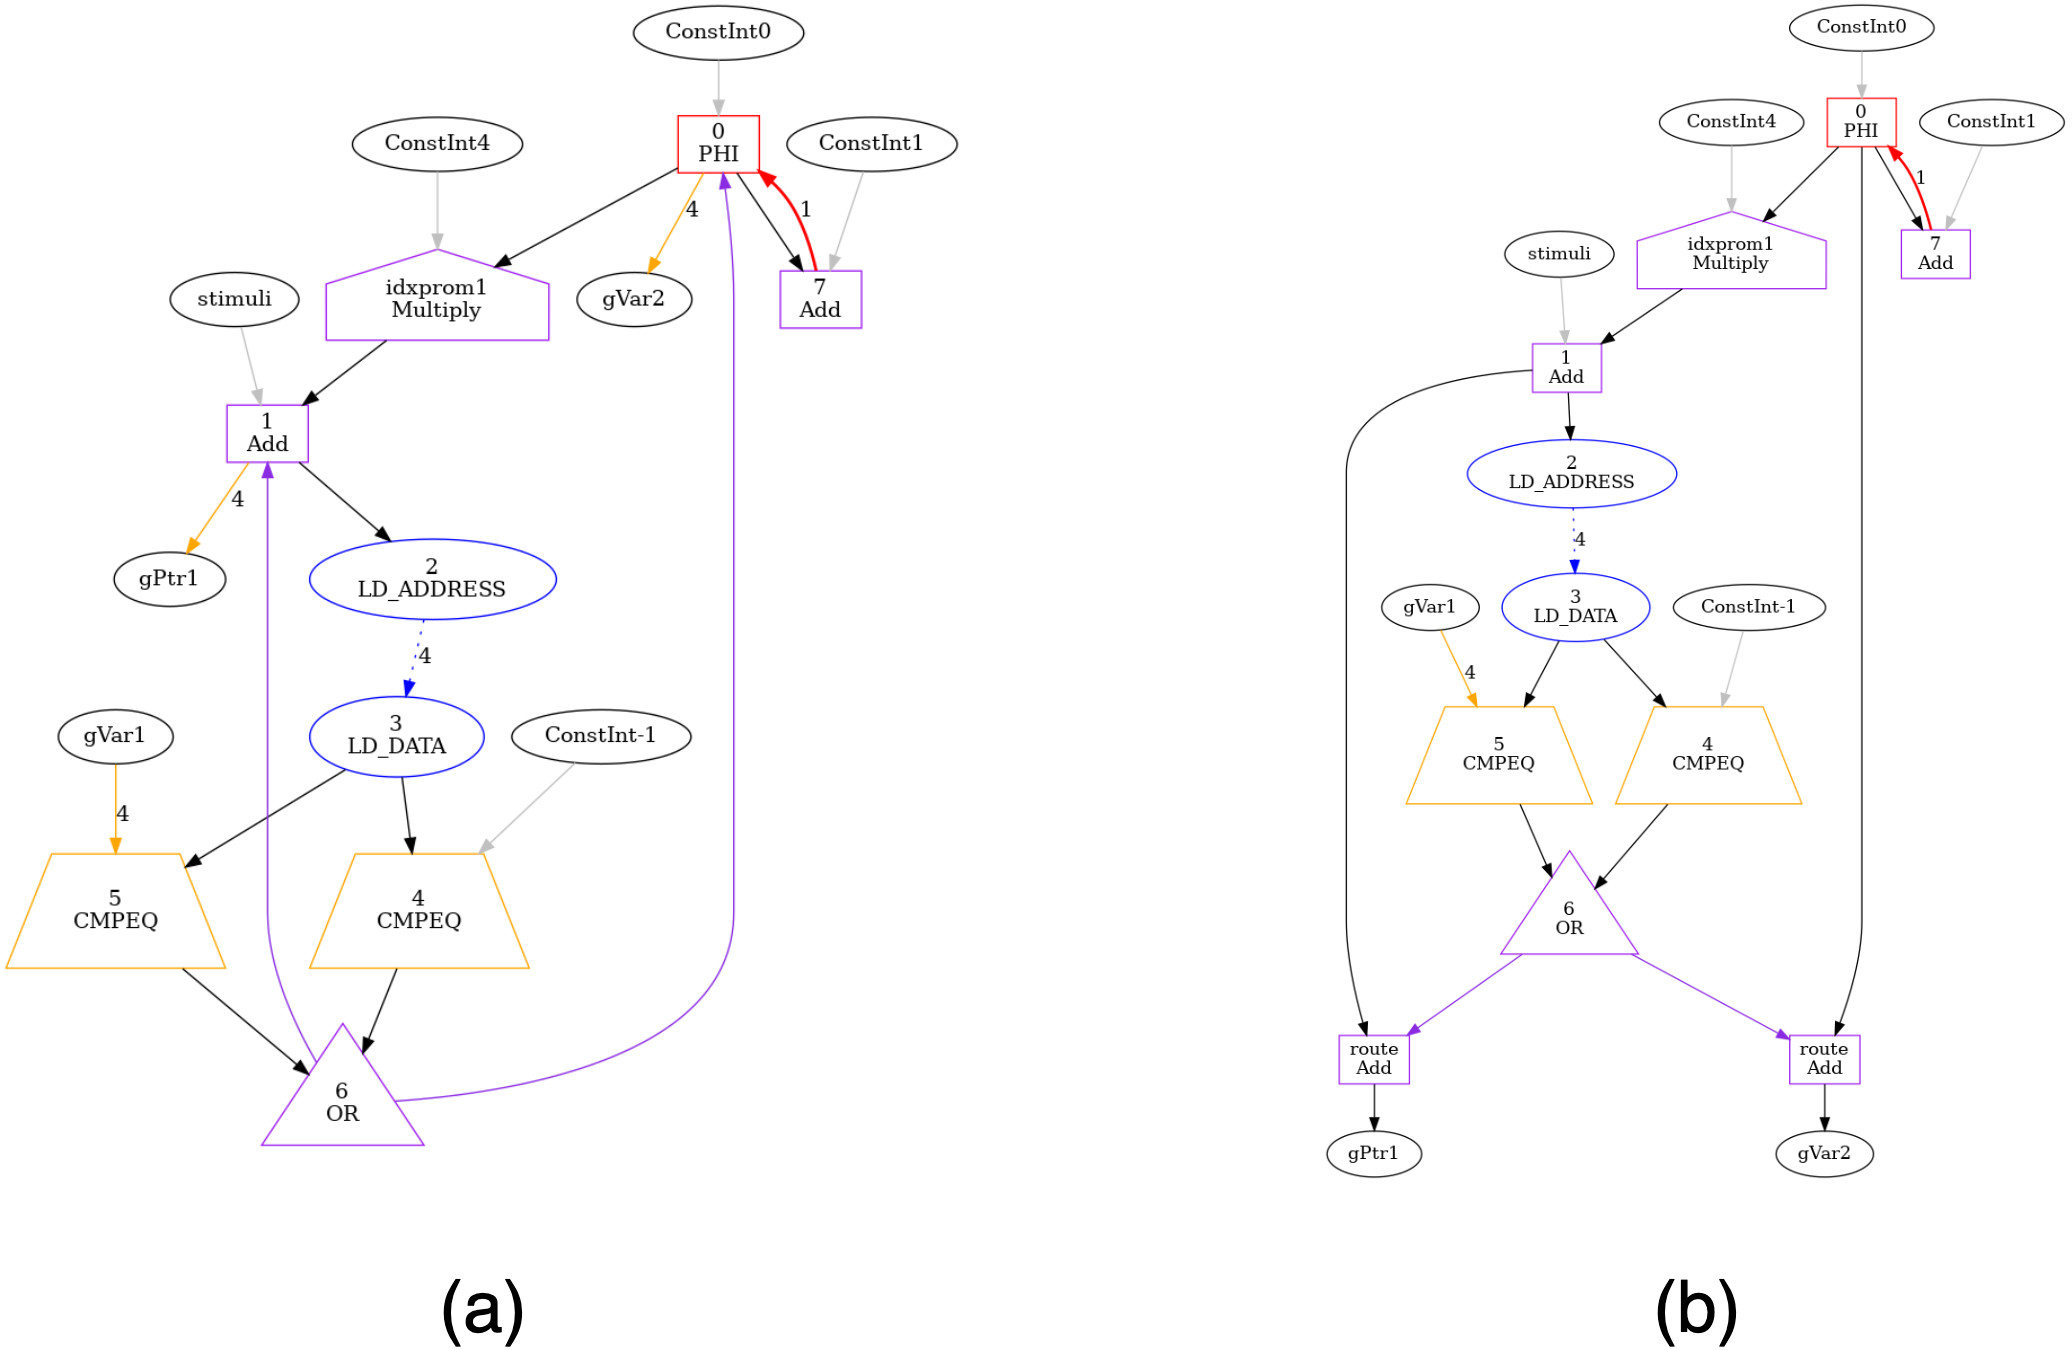 ConstInt0
ConstInt4
0
PHI
ConstInt1
4
1
stimuli
idxprom1
Multiply
gVar2
7
Add
1
Add
4
gPtr1
2
LD_ADDRESS
4
gVar1
3
LD_DATA
ConstInt-1
4
5
CMPEQ
4
CMPEQ
6
OR
(a)
ConstInt0
ConstInt4
0
PHI
ConstInt1
1
stimuli
idxprom1
Multiply
7
Add
1
Add
2
LD_ADDRESS
4
gVar1
3
LD_DATA
ConstInt-1
4
5
CMPEQ
4
CMPEQ
6
OR
route
Add
route
Add
gPtr1
gVar2
(b)